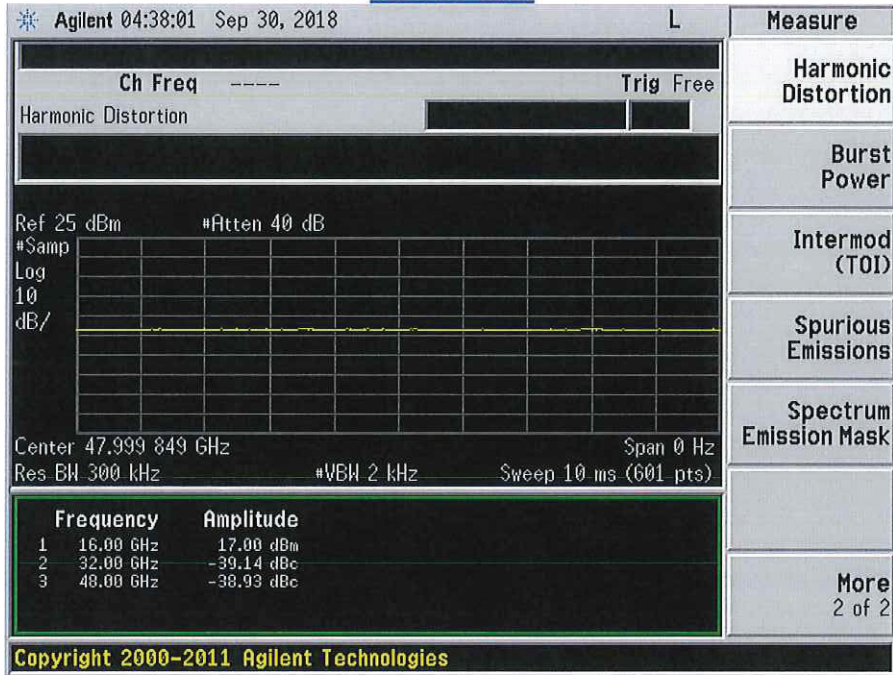 Agilent 04:38:01 Sep 30, 2018 L
Measure
Ch Freq ---- Trig Free
Harmonic Distortion
Ref 25 dBm #Atten 40 dB
#Samp
Log
10
dB/
Center 47.999 849 GHz Span 0 Hz
Res BW 300 kHz #VBW 2 kHz Sweep 10 ms (601 pts)
Frequency Amplitude
1 16.00 GHz 17.00 dBm
2 32.00 GHz -39.14 dBc
3 48.00 GHz -38.93 dBc
Copyright 2000-2011 Agilent Technologies
Harmonic
Distortion
Burst
Power
Intermod
(TOI)
Spurious
Emissions
Spectrum
Emission Mask
More
2 of 2